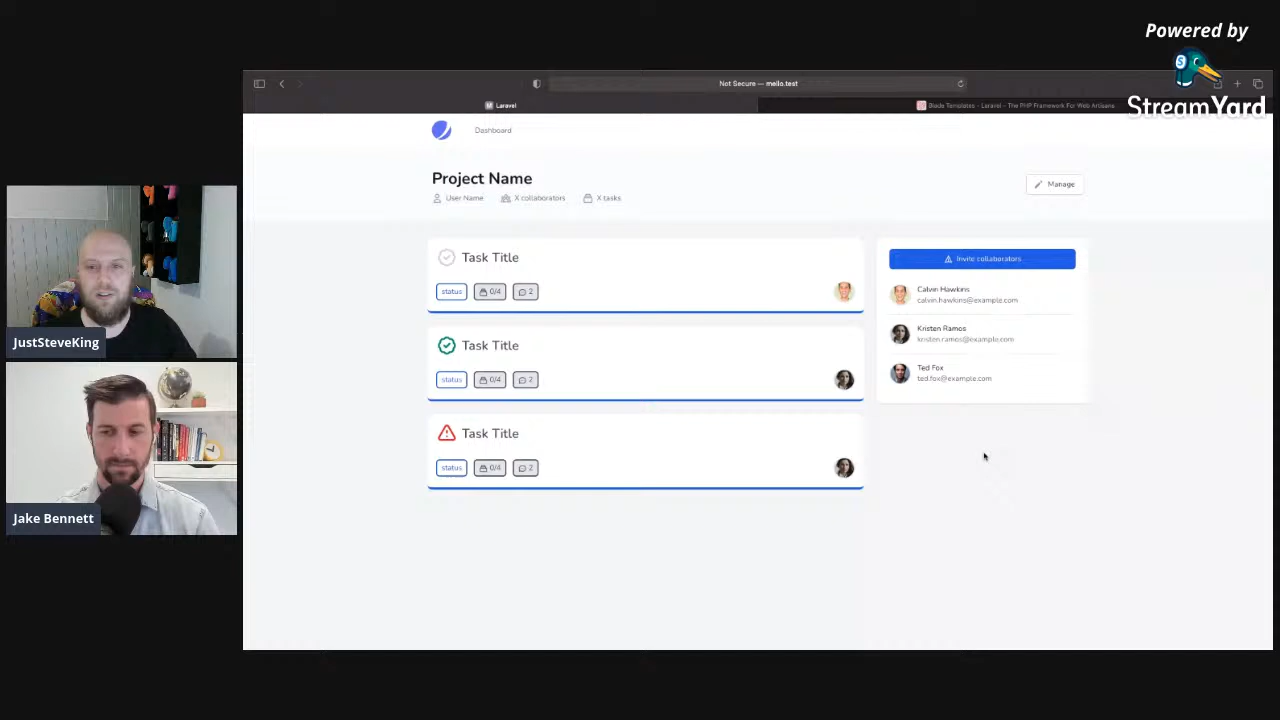 Powered by
StreamYard
Not Secure — mello.test
Laravel
Blade Templates - Laravel - The PHP Framework For Web Artisans
Dashboard
Project Name
User Name
X collaborators
X tasks
Manage
Task Title
status
0/4
2
Task Title
status
0/4
2
Task Title
status
0/4
2
Invite collaborators
Calvin Hawkins
calvin.hawkins@example.com
Kristen Ramos
kristen.ramos@example.com
Ted Fox
ted.fox@example.com
JustSteveKing
Jake Bennett